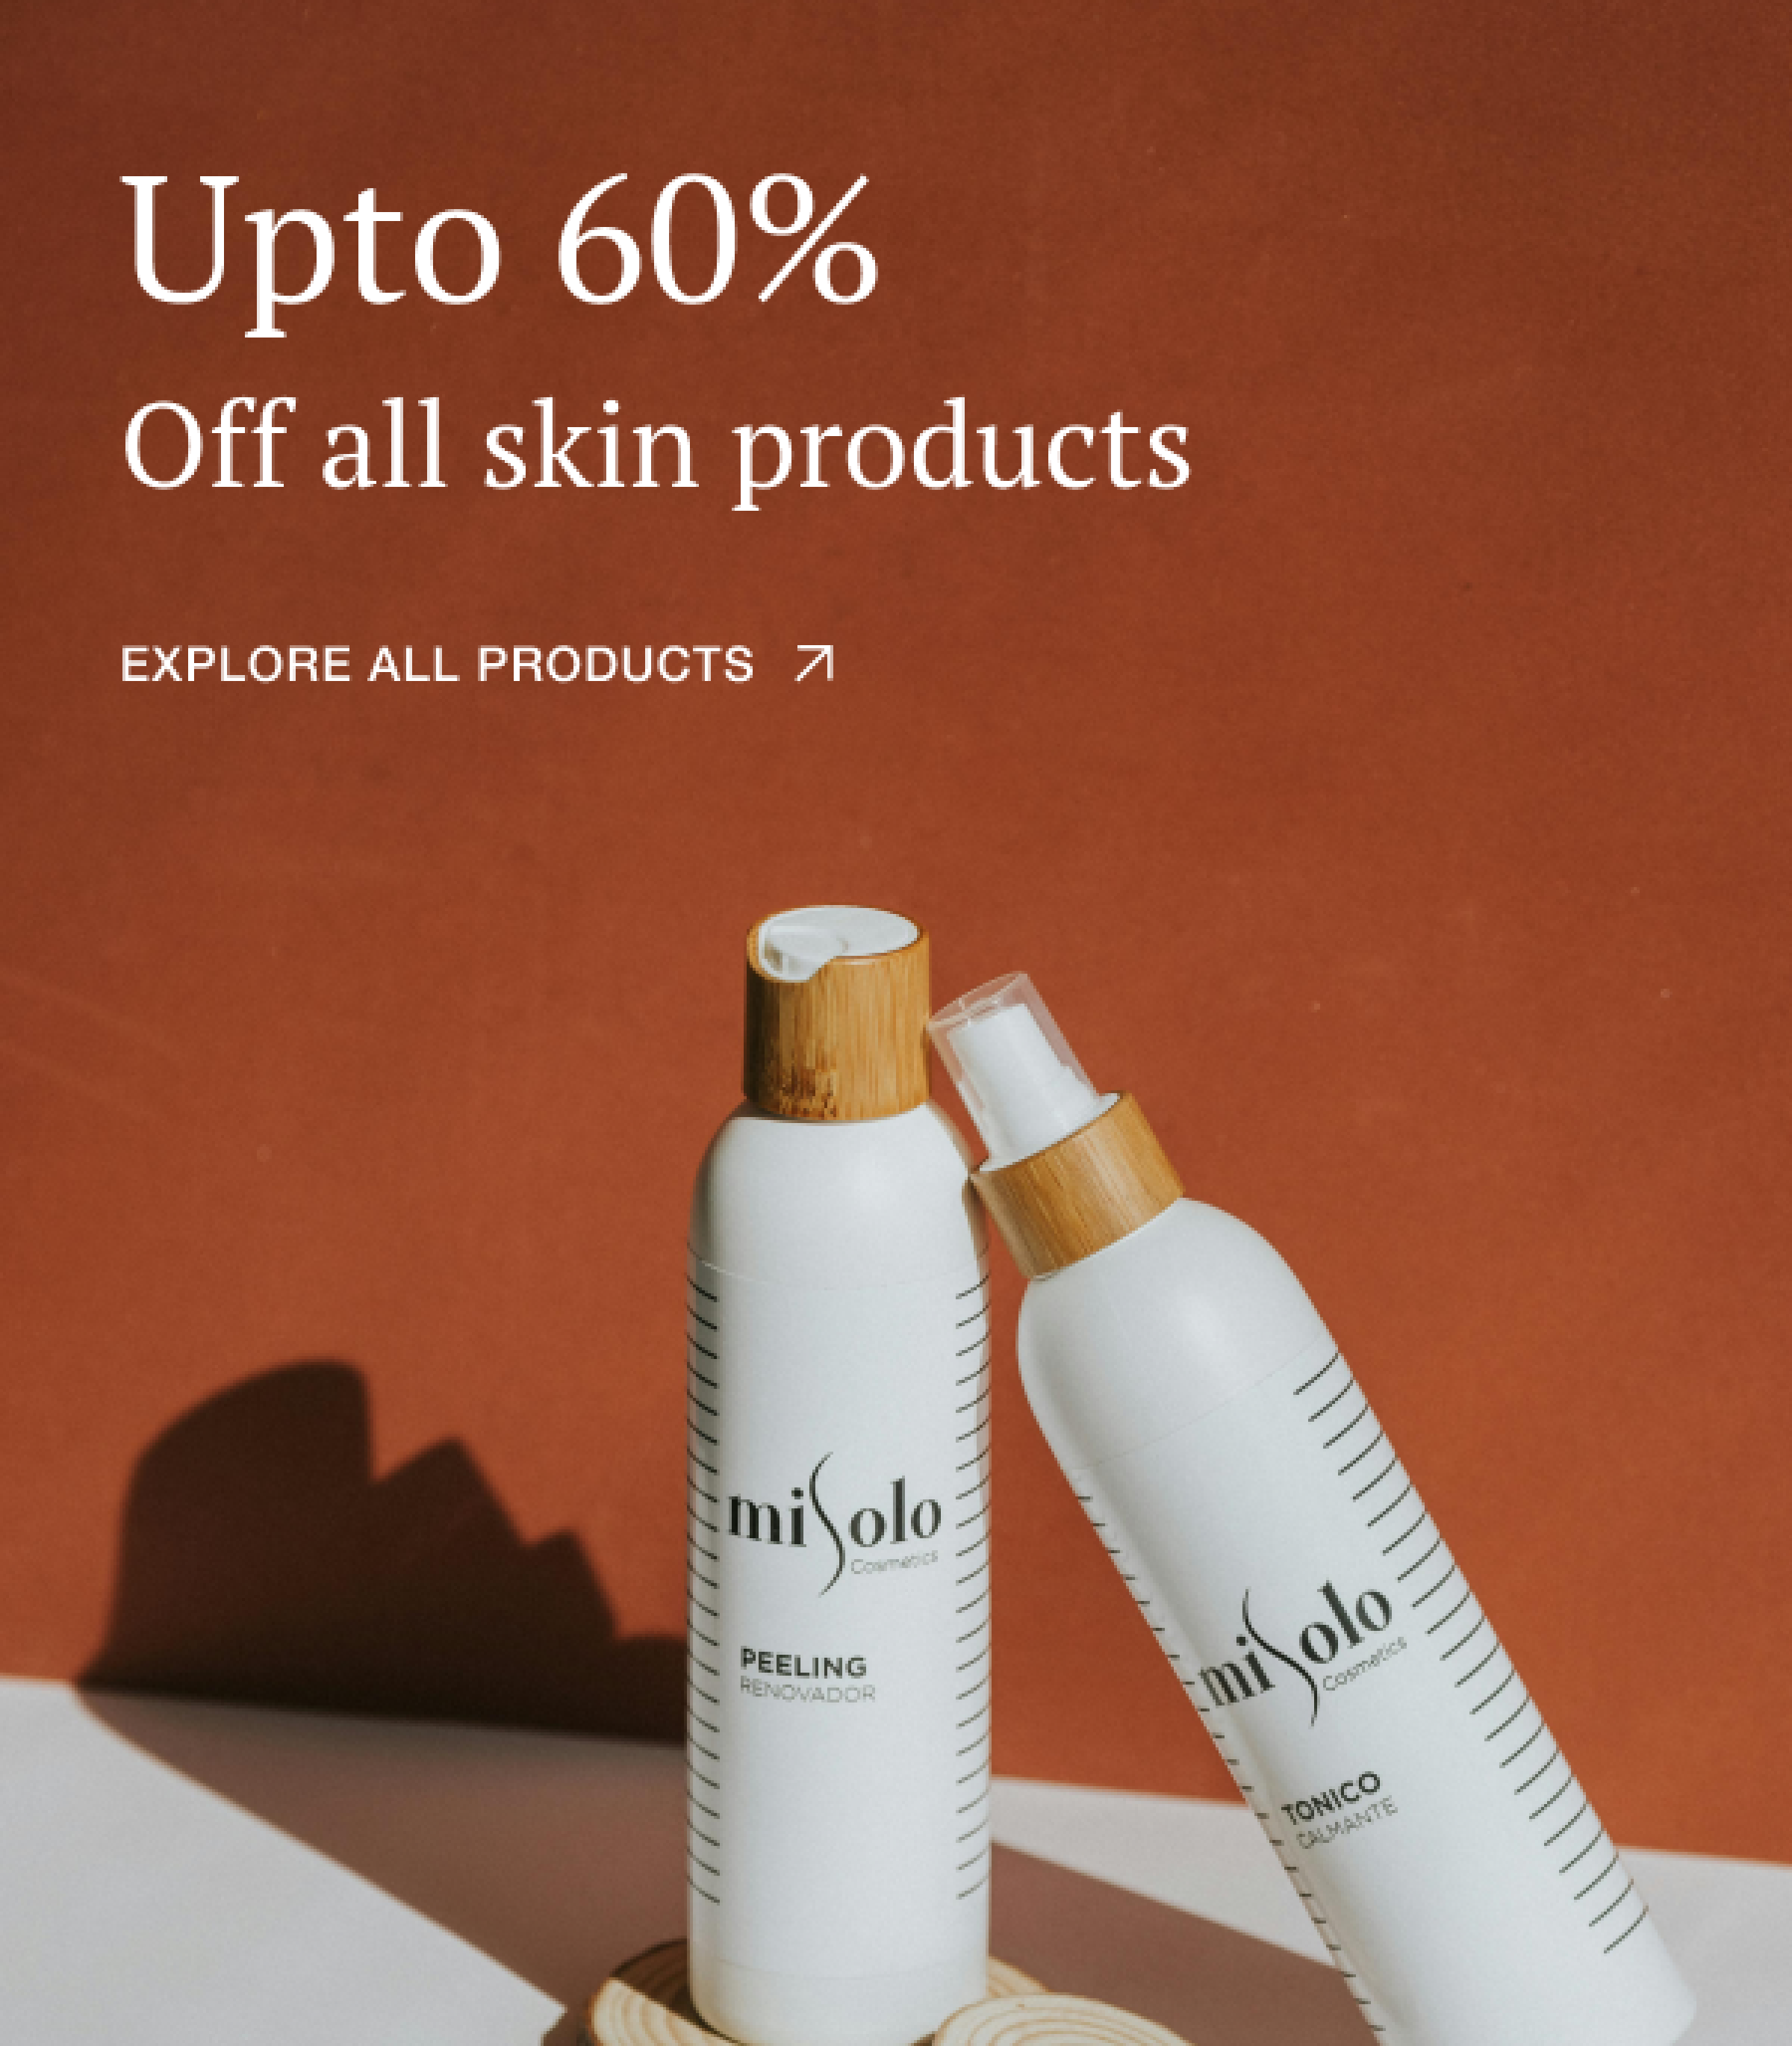 Upto 60%
Off all skin products
EXPLORE ALL PRODUCTS
miSolo
Cosmetics
PEELING
RENOVADOR
miSolo
Cosmetics
TONICO
CALMANTE